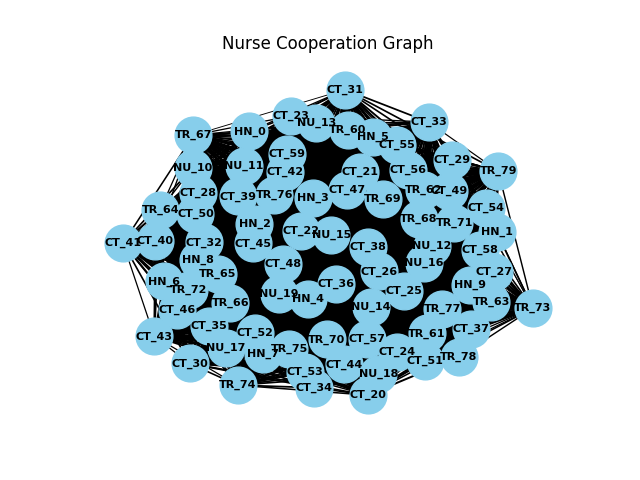 Nurse Cooperation Graph
CT_31
CT_23
NU_13
CT_33
TR_60
HN_0
TR_67
HN_5
CT_55
CT_59
CT_29
NU_11
NU_10
CT_42
CT_21
CT_56
TR_79
CT_47
TR_62
CT_49
CT_28
CT_39
TR_76
HN_3
TR_69
CT_54
TR_64
CT_50
TR_68
TR_71
HN_2
CT_22
NU_15
HN_1
CT_41
CT_40
CT_32
CT_45
CT_38
NU_12
CT_58
HN_8
CT_48
NU_16
TR_65
CT_26
CT_27
HN_6
TR_72
CT_36
HN_9
NU_19
HN_4
CT_25
TR_66
TR_63
CT_46
NU_14
TR_77
TR_73
CT_35
CT_52
CT_37
CT_43
TR_61
TR_70
CT_57
NU_17
HN_7
TR_75
CT_24
TR_78
CT_30
CT_44
CT_51
CT_53
NU_18
TR_74
CT_34
CT_20